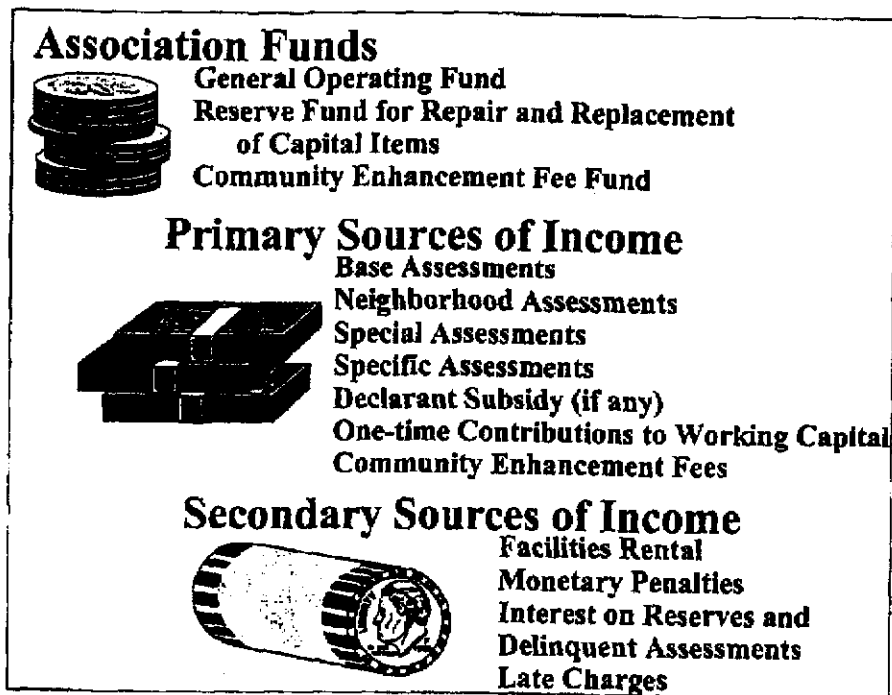 Association Funds
General Operating Fund
Reserve Fund for Repair and Replacement
of Capital Items
Community Enhancement Fee Fund
Primary Sources of Income
Base Assessments
Neighborhood Assessments
Special Assessments
Specific Assessments
Declarant Subsidy (if any)
One-time Contributions to Working Capital
Community Enhancement Fees
Secondary Sources of Income
Facilities Rental
Monetary Penalties
Interest on Reserves and
Delinquent Assessments
Late Charges